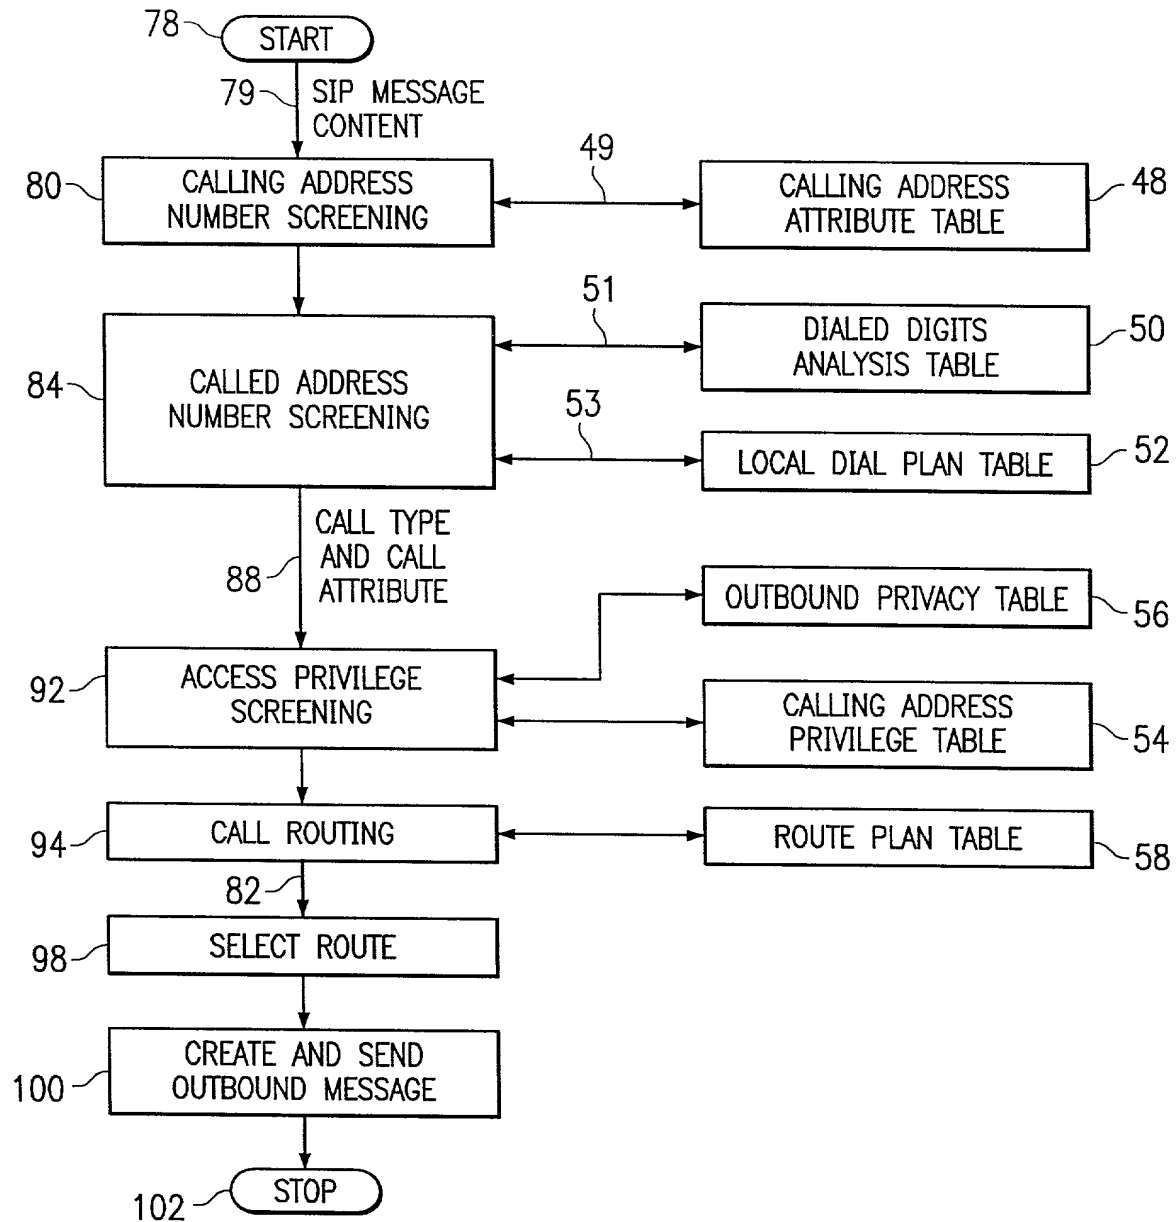 78
START
79
SIP MESSAGE
CONTENT
80
CALLING ADDRESS
NUMBER SCREENING
49
CALLING ADDRESS
ATTRIBUTE TABLE
48
84
CALLED ADDRESS
NUMBER SCREENING
51
DIALED DIGITS
ANALYSIS TABLE
50
53
LOCAL DIAL PLAN TABLE
52
88
CALL TYPE
AND CALL
ATTRIBUTE
OUTBOUND PRIVACY TABLE
56
92
ACCESS PRIVILEGE
SCREENING
CALLING ADDRESS
PRIVILEGE TABLE
54
94
CALL ROUTING
ROUTE PLAN TABLE
58
82
98
SELECT ROUTE
100
CREATE AND SEND
OUTBOUND MESSAGE
102
STOP